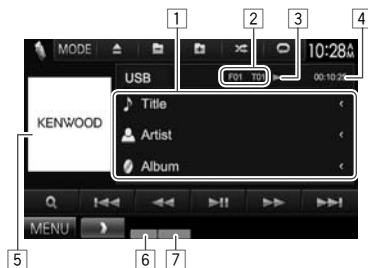 1 2 3 4
MODE 10:28
USB F01 T01 00:10:25
Title
KENWOOD
Artist
Album
MENU
5 6 7